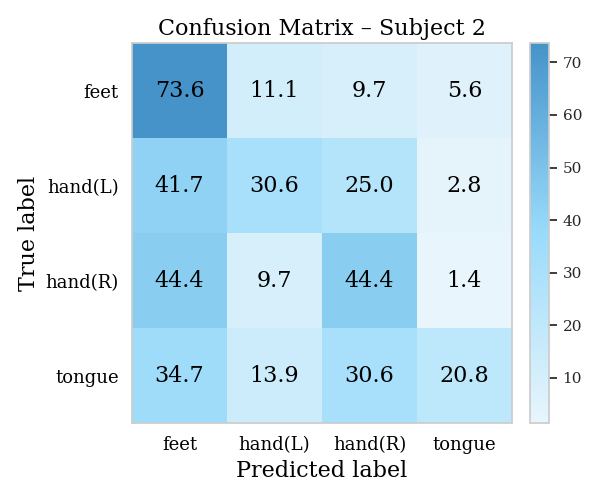 Confusion Matrix – Subject 2
feet 73.6 11.1 9.7 5.6
hand(L) 41.7 30.6 25.0 2.8
hand(R) 44.4 9.7 44.4 1.4
tongue 34.7 13.9 30.6 20.8
feet hand(L) hand(R) tongue
Predicted label
True label
70
60
50
40
30
20
10